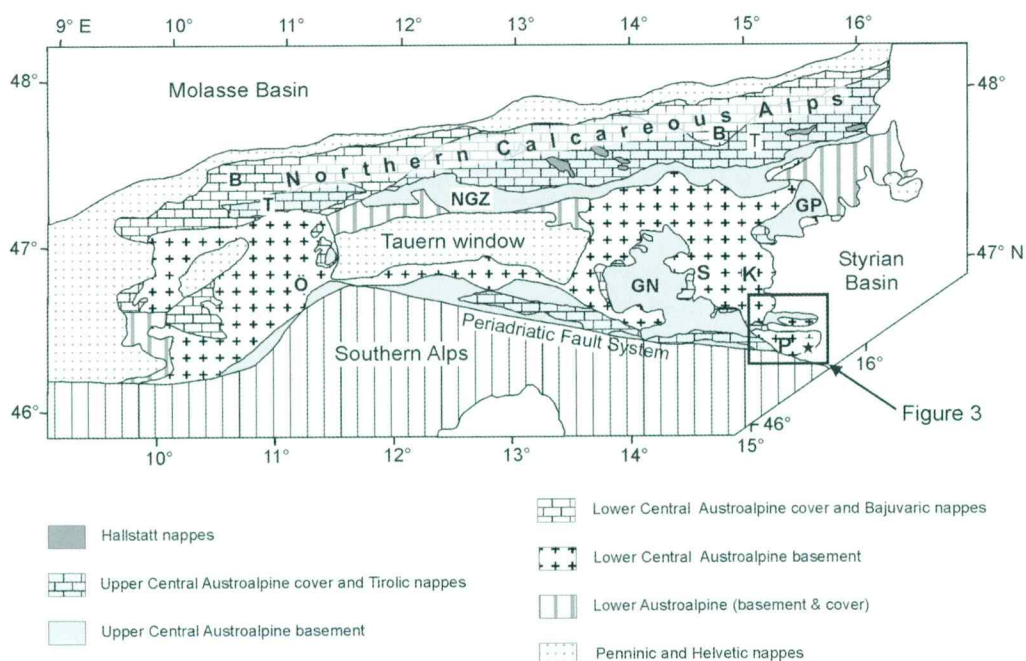 9° E 10° 11° 12° 13° 14° 15° 16°
48° Molasse Basin 48°
Northern Calcareous Alps
B
T
B
T
NGZ
GP
47° Tauern window 47° N
Styrian
Basin
Ö
GN
S
K
P
Periadriatic Fault System
Southern Alps
16°
Figure 3
46° 46°
15°
10° 11° 12° 13° 14°
Hallstatt nappes
Upper Central Austroalpine cover and Tirolic nappes
Upper Central Austroalpine basement
Lower Central Austroalpine cover and Bajuvaric nappes
Lower Central Austroalpine basement
Lower Austroalpine (basement & cover)
Penninic and Helvetic nappes